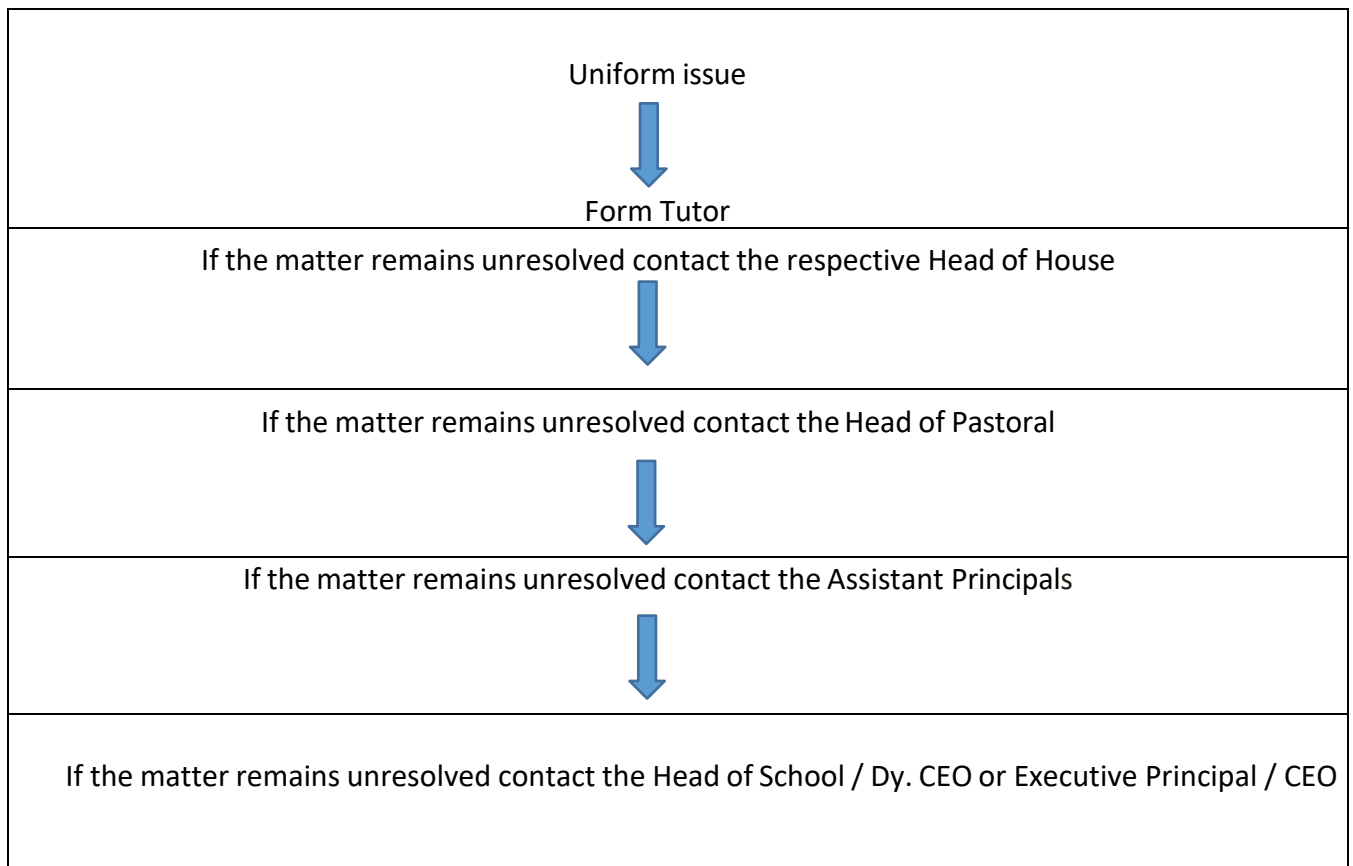 Uniform issue
Form Tutor
If the matter remains unresolved contact the respective Head of House
If the matter remains unresolved contact the Head of Pastoral
If the matter remains unresolved contact the Assistant Principals
If the matter remains unresolved contact the Head of School / Dy. CEO or Executive Principal / CEO